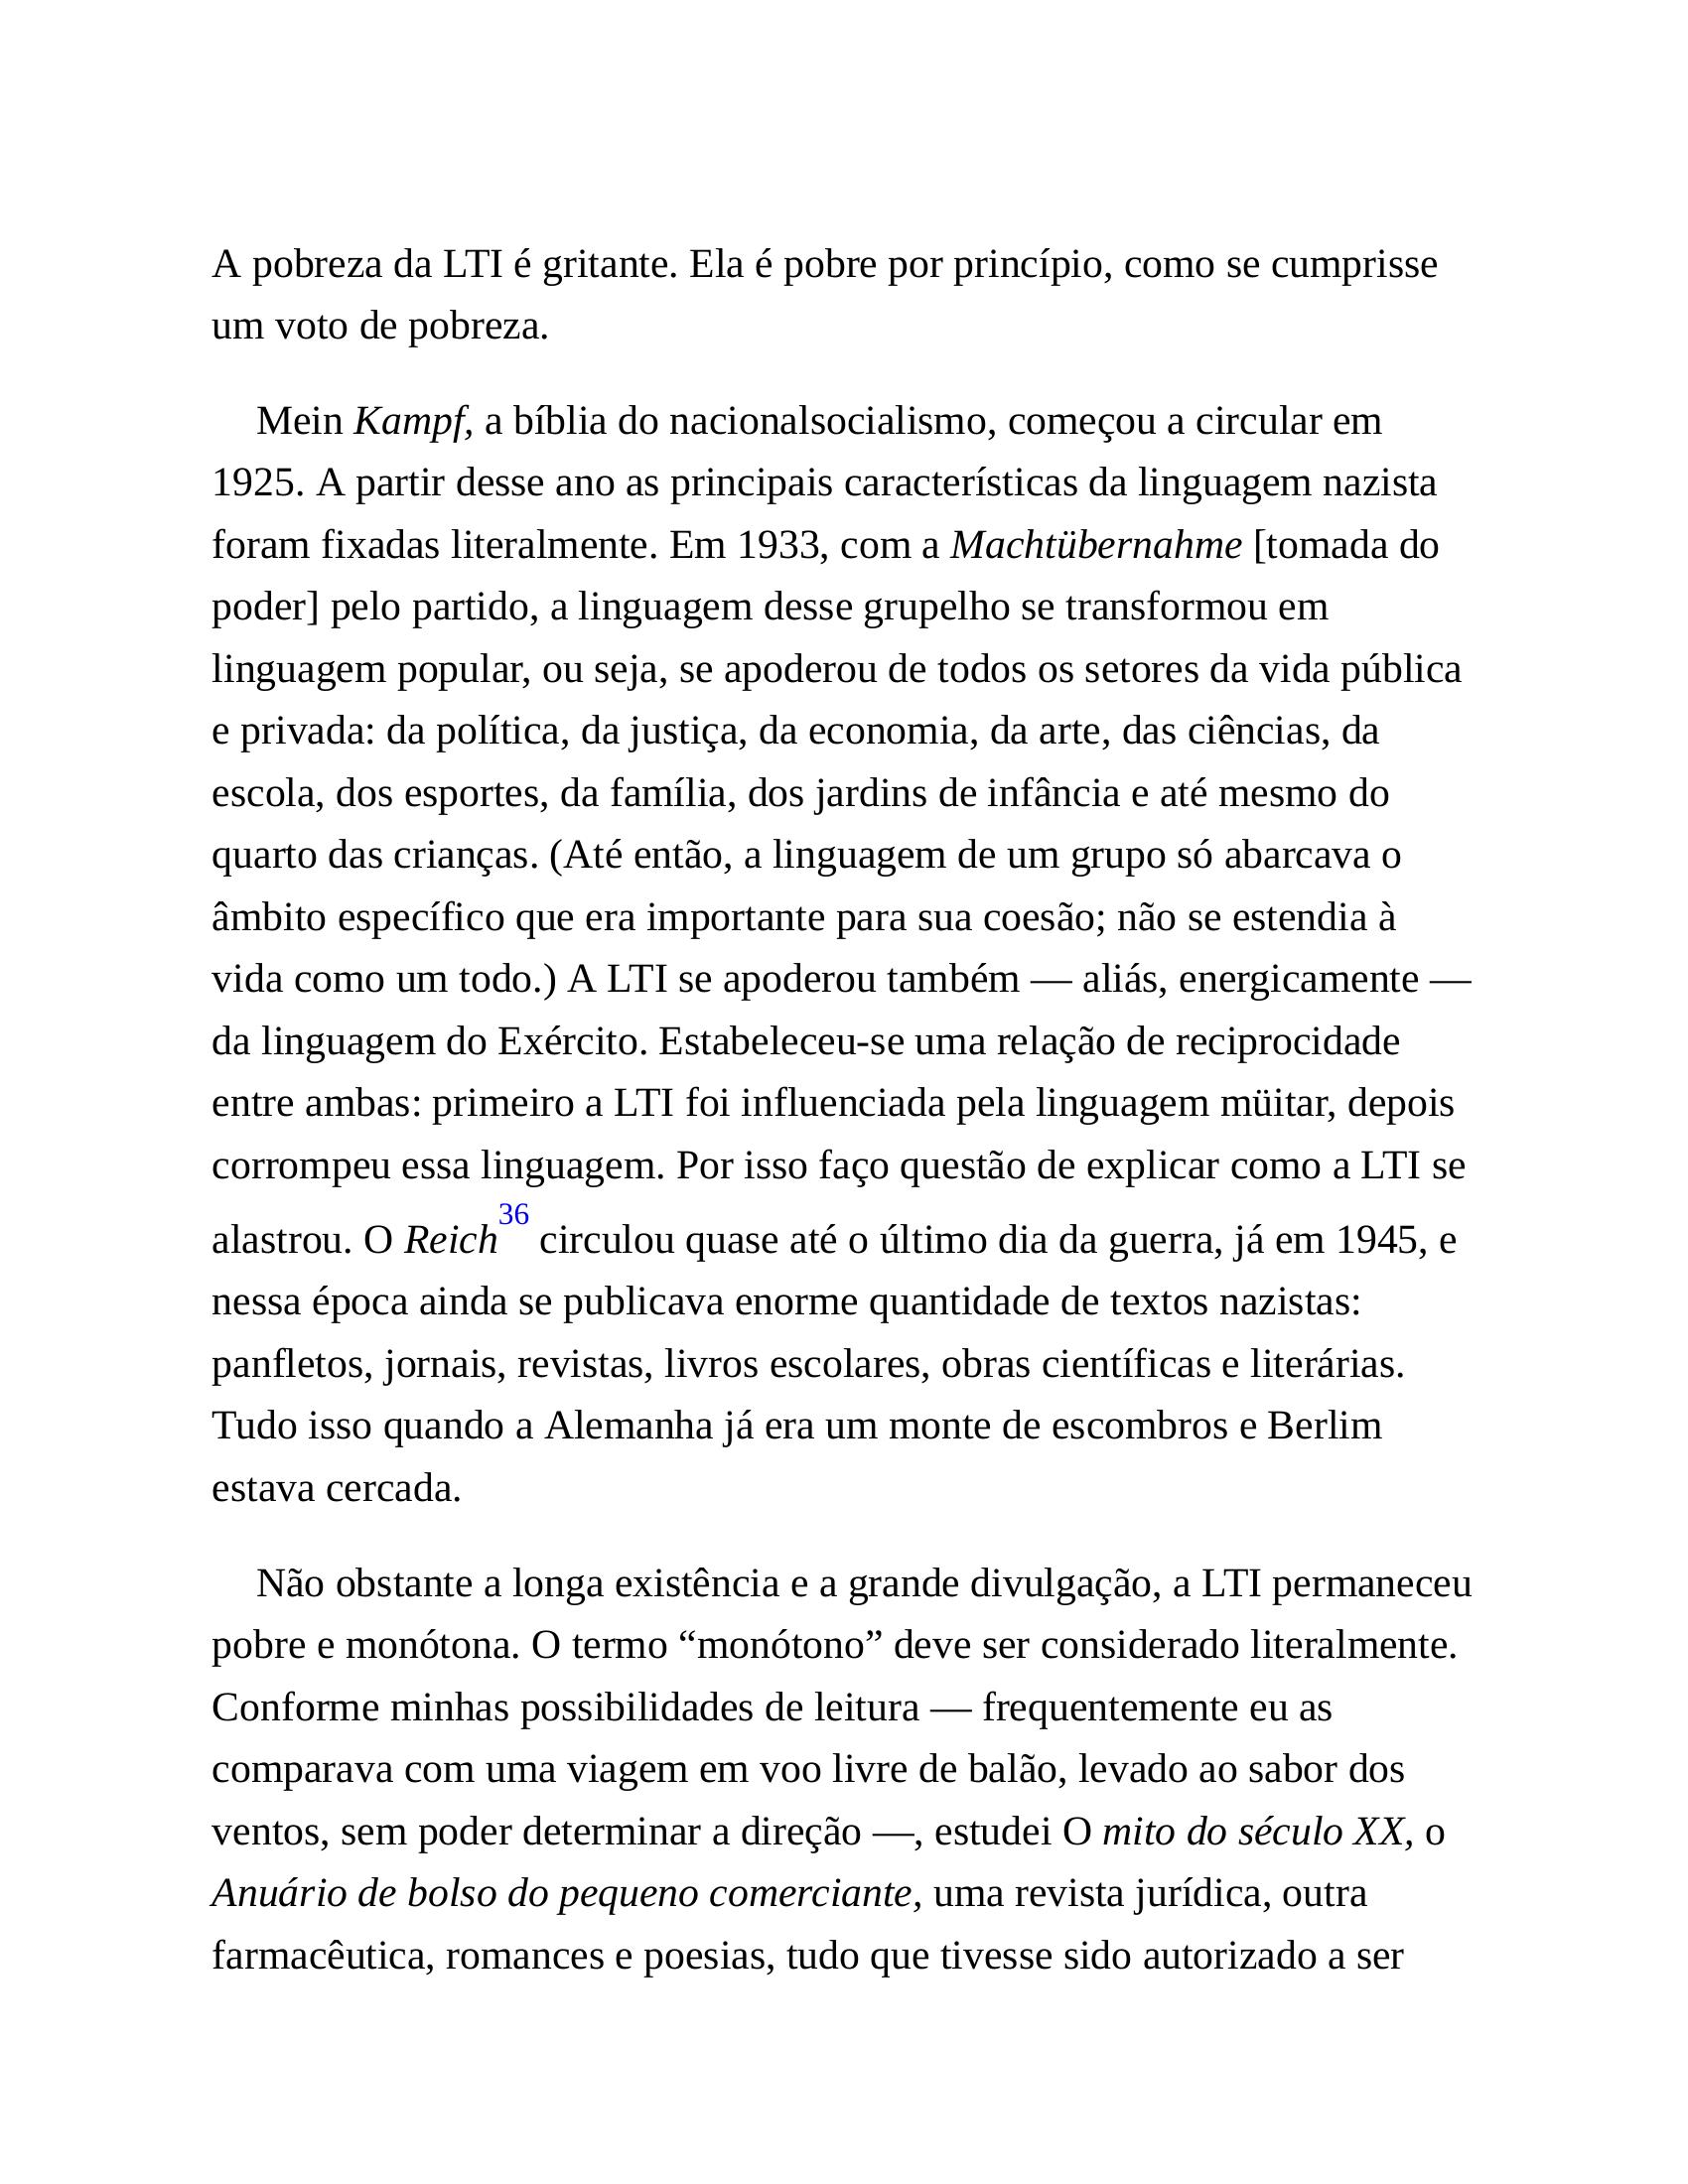 A pobreza da LTI é gritante. Ela é pobre por princípio, como se cumprisse
um voto de pobreza.
Mein Kampf, a bíblia do nacionalsocialismo, começou a circular em
1925. A partir desse ano as principais características da linguagem nazista
foram fixadas literalmente. Em 1933, com a Machtübernahme [tomada do
poder] pelo partido, a linguagem desse grupelho se transformou em
linguagem popular, ou seja, se apoderou de todos os setores da vida pública
e privada: da política, da justiça, da economia, da arte, das ciências, da
escola, dos esportes, da família, dos jardins de infância e até mesmo do
quarto das crianças. (Até então, a linguagem de um grupo só abarcava o
âmbito específico que era importante para sua coesão; não se estendia à
vida como um todo.) A LTI se apoderou também — aliás, energicamente —
da linguagem do Exército. Estabeleceu-se uma relação de reciprocidade
entre ambas: primeiro a LTI foi influenciada pela linguagem müitar, depois
corrompeu essa linguagem. Por isso faço questão de explicar como a LTI se
alastrou. O Reich36 circulou quase até o último dia da guerra, já em 1945, e
nessa época ainda se publicava enorme quantidade de textos nazistas:
panfletos, jornais, revistas, livros escolares, obras científicas e literárias.
Tudo isso quando a Alemanha já era um monte de escombros e Berlim
estava cercada.
Não obstante a longa existência e a grande divulgação, a LTI permaneceu
pobre e monótona. O termo “monótono” deve ser considerado literalmente.
Conforme minhas possibilidades de leitura — frequentemente eu as
comparava com uma viagem em voo livre de balão, levado ao sabor dos
ventos, sem poder determinar a direção —, estudei O mito do século XX, o
Anuário de bolso do pequeno comerciante, uma revista jurídica, outra
farmacêutica, romances e poesias, tudo que tivesse sido autorizado a ser